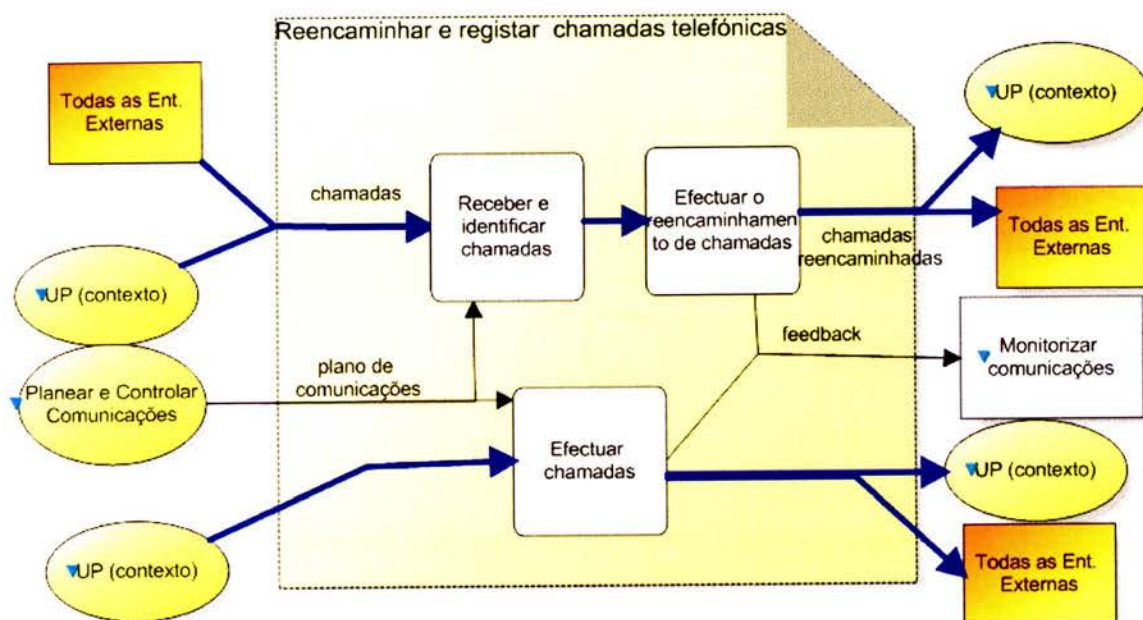 Reencaminhar e registar chamadas telefónicas
Todas as Ent.
Externas
UP (contexto)
chamadas
Receber e
identificar
chamadas
Efectuar o
reencaminhamen
to de chamadas
chamadas
reencaminhadas
Todas as Ent.
Externas
UP (contexto)
Planear e Controlar
Comunicações
plano de
comunicações
feedback
Monitorizar
comunicações
Efectuar
chamadas
UP (contexto)
UP (contexto)
Todas as Ent.
Externas